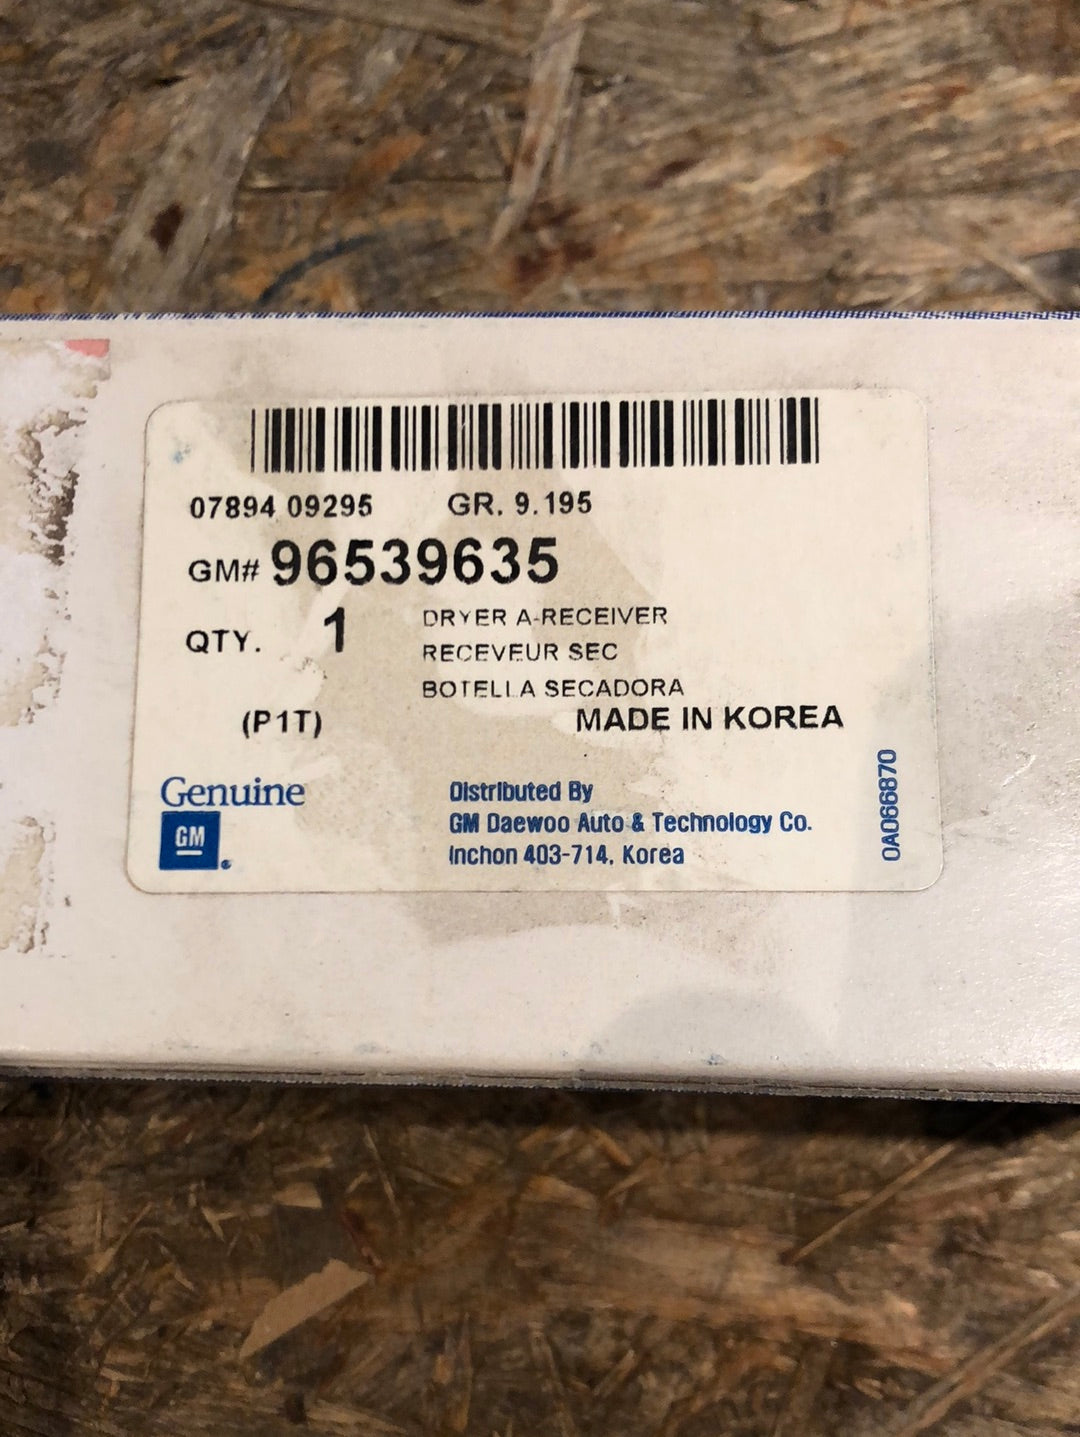 07894 09295 GR. 9.195
GM# 96539635
QTY. 1 DRYER A-RECEIVER
RECEVEUR SEC
BOTELLA SECADORA
(P1T) MADE IN KOREA
Genuine
GM
Distributed By
GM Daewoo Auto & Technology Co.
Inchon 403-714, Korea
0A066870